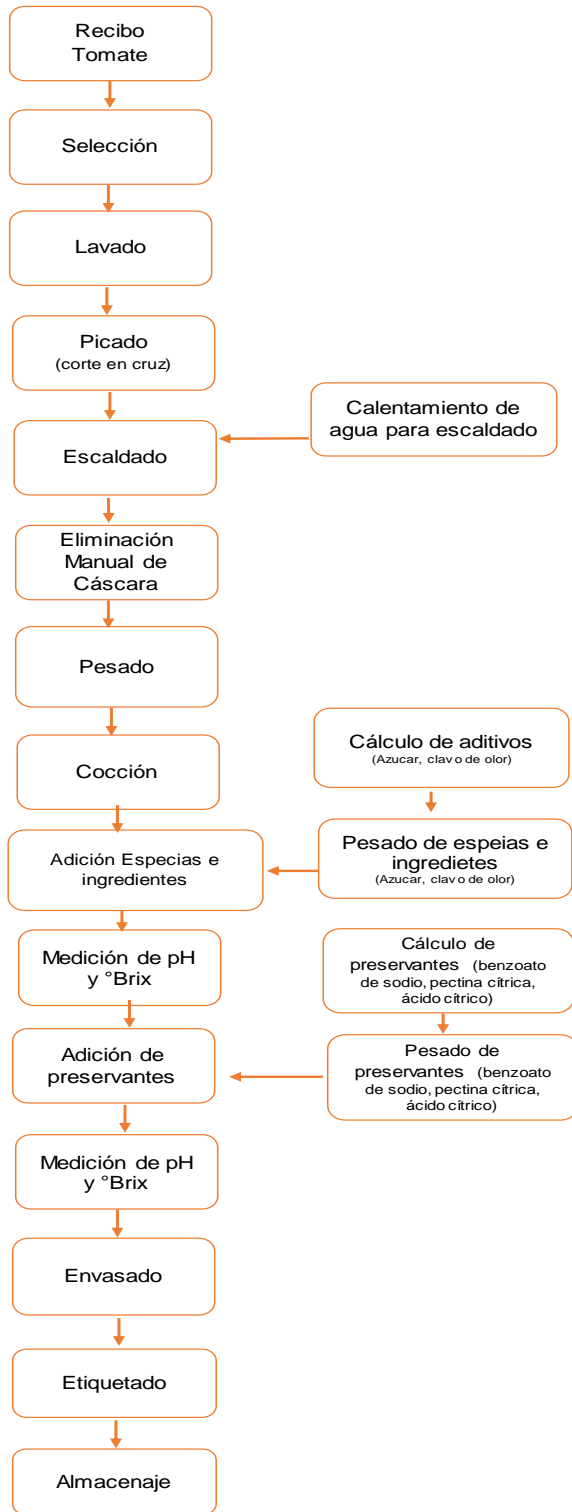 Recibo
Tomate
Selección
Lavado
Picado
(corte en cruz)
Calentamiento de
agua para escaldado
Escaldado
Eliminación
Manual de
Cáscara
Pesado
Cocción
Cálculo de aditivos
(Azucar, clavo de olor)
Adición Especias e
ingredientes
Pesado de espeias e
ingredietes
(Azucar, clavo de olor)
Medición de pH
y °Brix
Cálculo de
preservantes (benzoato
de sodio, pectina cítrica,
ácido cítrico)
Adición de
preservantes
Pesado de
preservantes (benzoato
de sodio, pectina cítrica,
ácido cítrico)
Medición de pH
y °Brix
Envasado
Etiquetado
Almacenaje